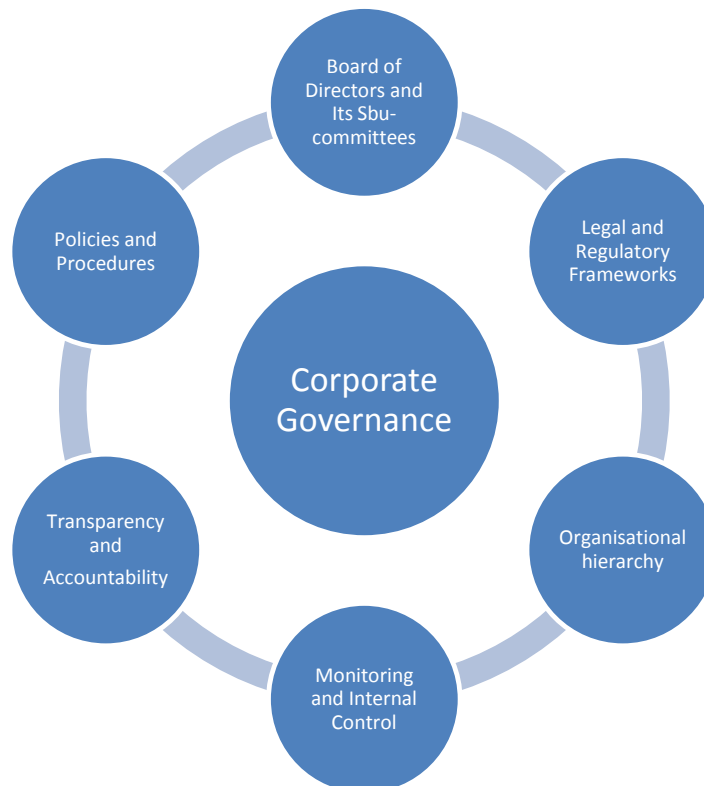 Board of
Directors and
Its Sbu-
committees
Legal and
Regulatory
Frameworks
Organisational
hierarchy
Monitoring
and Internal
Control
Transparency
and
Accountability
Policies and
Procedures
Corporate
Governance